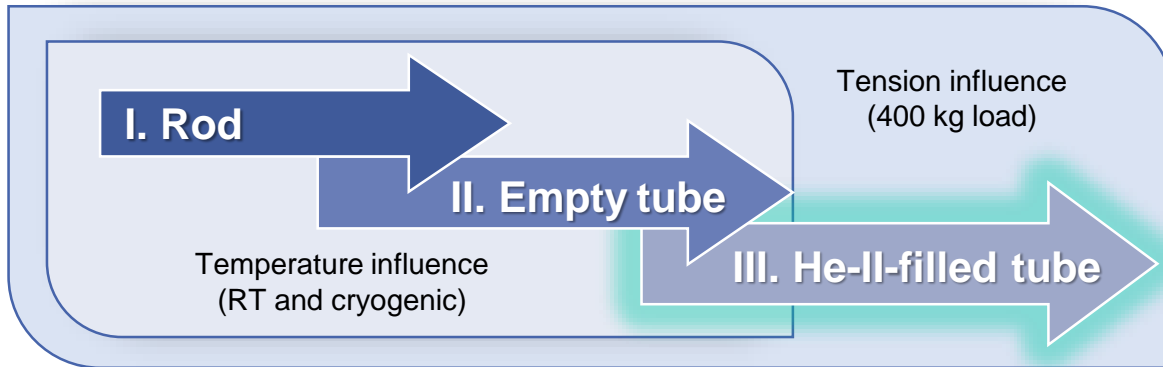 Tension influence
(400 kg load)
I. Rod
II. Empty tube
III. He-II-filled tube
Temperature influence
(RT and cryogenic)